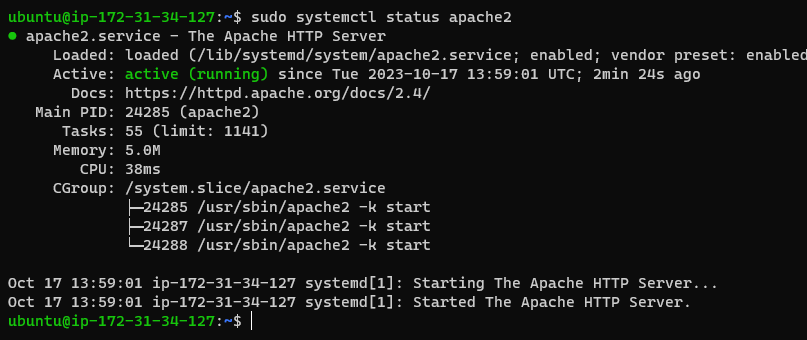 ubuntu@ip-172-31-34-127:~$ sudo systemctl status apache2
● apache2.service - The Apache HTTP Server
     Loaded: loaded (/lib/systemd/system/apache2.service; enabled; vendor preset: enabled
     Active: active (running) since Tue 2023-10-17 13:59:01 UTC; 2min 24s ago
       Docs: https://httpd.apache.org/docs/2.4/
   Main PID: 24285 (apache2)
      Tasks: 55 (limit: 1141)
     Memory: 5.0M
        CPU: 38ms
     CGroup: /system.slice/apache2.service
             ├─24285 /usr/sbin/apache2 -k start
             ├─24287 /usr/sbin/apache2 -k start
             └─24288 /usr/sbin/apache2 -k start

Oct 17 13:59:01 ip-172-31-34-127 systemd[1]: Starting The Apache HTTP Server...
Oct 17 13:59:01 ip-172-31-34-127 systemd[1]: Started The Apache HTTP Server.
ubuntu@ip-172-31-34-127:~$